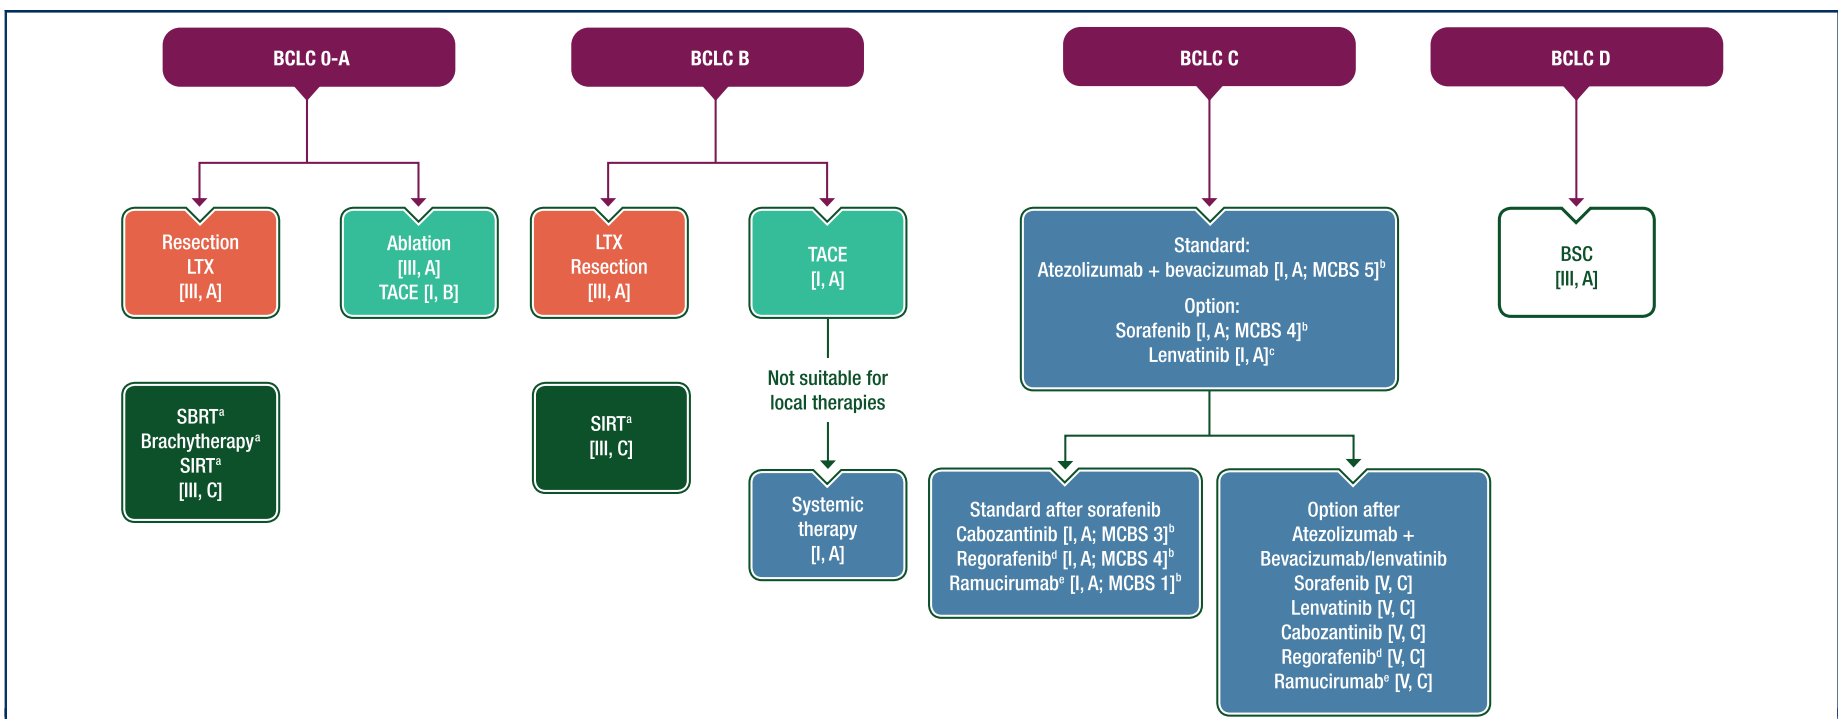 BCLC 0-A
BCLC B
BCLC C
BCLC D
Resection
LTX
[III, A]
Ablation
[III, A]
TACE [I, B]
LTX
Resection
[III, A]
TACE
[I, A]
Standard:
Atezolizumab + bevacizumab [I, A; MCBS 5]ᵇ
Option:
Sorafenib [I, A; MCBS 4]ᵇ
Lenvatinib [I, A]ᶜ
BSC
[III, A]
SBRTᵃ
Brachytherapyᵃ
SIRTᵃ
[III, C]
SIRTᵃ
[III, C]
Not suitable for
local therapies
Systemic
therapy
[I, A]
Standard after sorafenib
Cabozantinib [I, A; MCBS 3]ᵇ
Regorafenibᵈ [I, A; MCBS 4]ᵇ
Ramucirumabᵉ [I, A; MCBS 1]ᵇ
Option after
Atezolizumab +
Bevacizumab/lenvatinib
Sorafenib [V, C]
Lenvatinib [V, C]
Cabozantinib [V, C]
Regorafenibᵈ [V, C]
Ramucirumabᵉ [V, C]